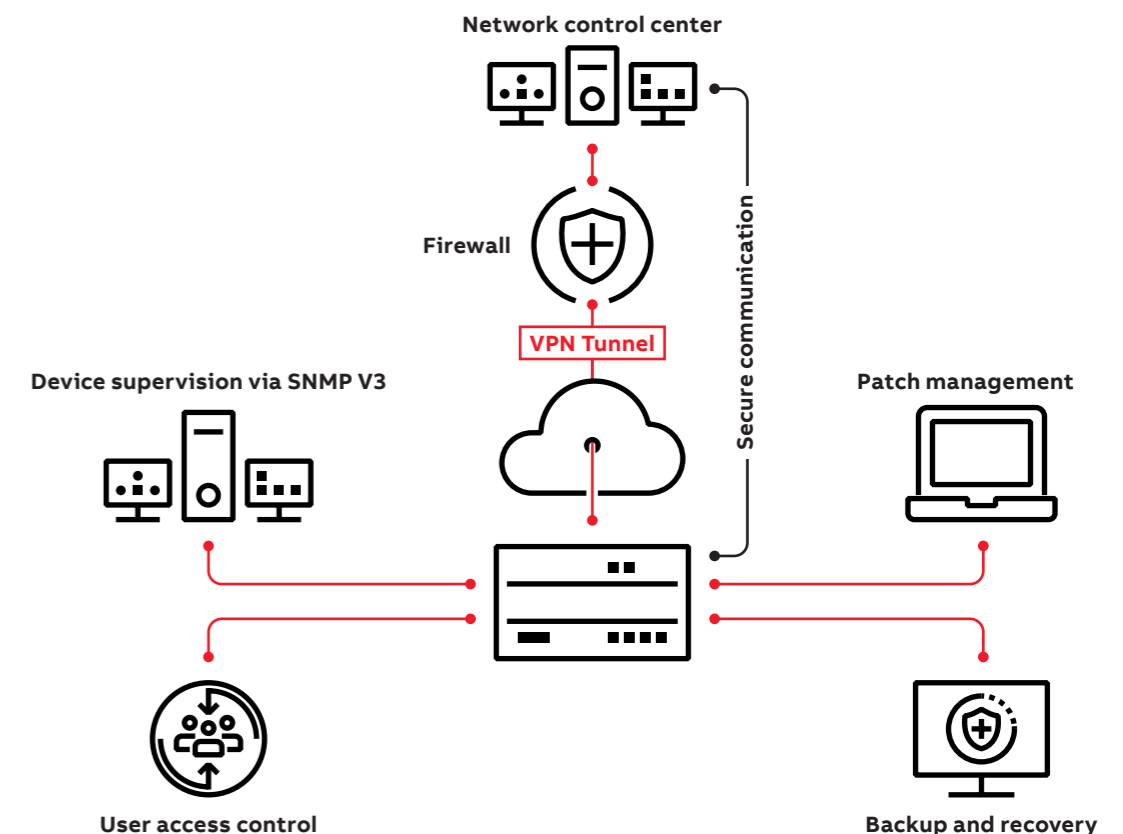 Network control center
Firewall
Secure communication
VPN Tunnel
Device supervision via SNMP V3
Patch management
User access control
Backup and recovery